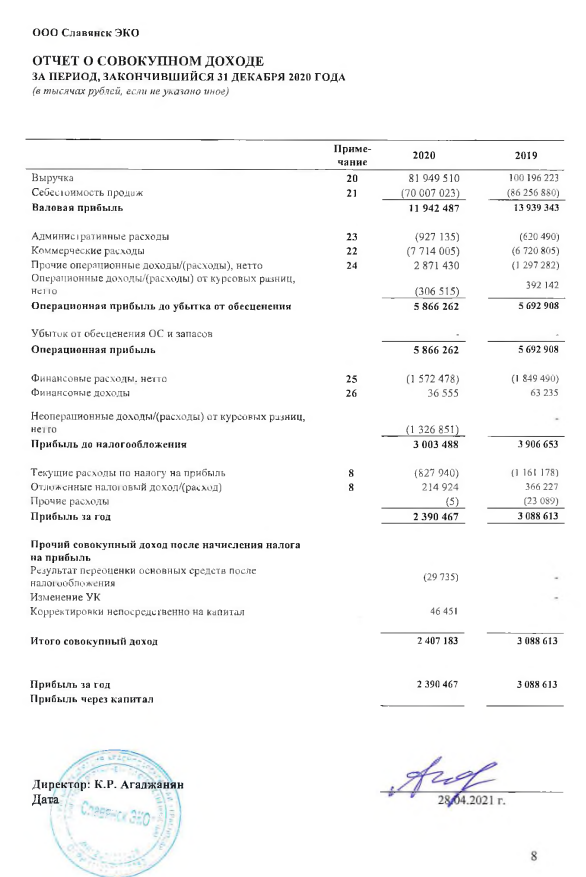 ООО Славянск ЭКО
ОТЧЕТ О СОВОКУПНОМ ДОХОДЕ
ЗА ПЕРИОД, ЗАКОНЧИВШИЙСЯ 31 ДЕКАБРЯ 2020 ГОДА
(в тысячах рублей, если не указано иное)
Приме-
чание 2020 2019
Выручка 20 81 949 510 100 196 223
Себестоимость продаж 21 (70 007 023) (86 256 880)
Валовая прибыль 11 942 487 13 939 343
Административные расходы 23 (927 135) (620 490)
Коммерческие расходы 22 (7 714 005) (6 720 805)
Прочие операционные доходы/(расходы), нетто 24 2 871 430 (1 297 282)
Операционные доходы/(расходы) от курсовых разниц,
нетто (306 515) 392 142
Операционная прибыль до убытка от обесценения 5 866 262 5 692 908
Убыток от обесценения ОС и запасов - -
Операционная прибыль 5 866 262 5 692 908
Финансовые расходы, нетто 25 (1 572 478) (1 849 490)
Финансовые доходы 26 36 555 63 235
Неоперационные доходы/(расходы) от курсовых разниц, -
нетто (1 326 851)
Прибыль до налогообложения 3 003 488 3 906 653
Текущие расходы по налогу на прибыль 8 (827 940) (1 161 178)
Отложенные налоговый доход/(расход) 8 214 924 366 227
Прочие расходы (5) (23 089)
Прибыль за год 2 390 467 3 088 613
Прочий совокупный доход после начисления налога
на прибыль
Результат переоценки основных средств после
налогообложения (29 735) -
Изменение УК -
Корректировки непосредственно на капитал 46 451
Итого совокупный доход 2 407 183 3 088 613
Прибыль за год 2 390 467 3 088 613
Прибыль через капитал
Директор: К.Р. Агаджанян
Дата 28.04.2021 г.
Славянск ЭКО
8